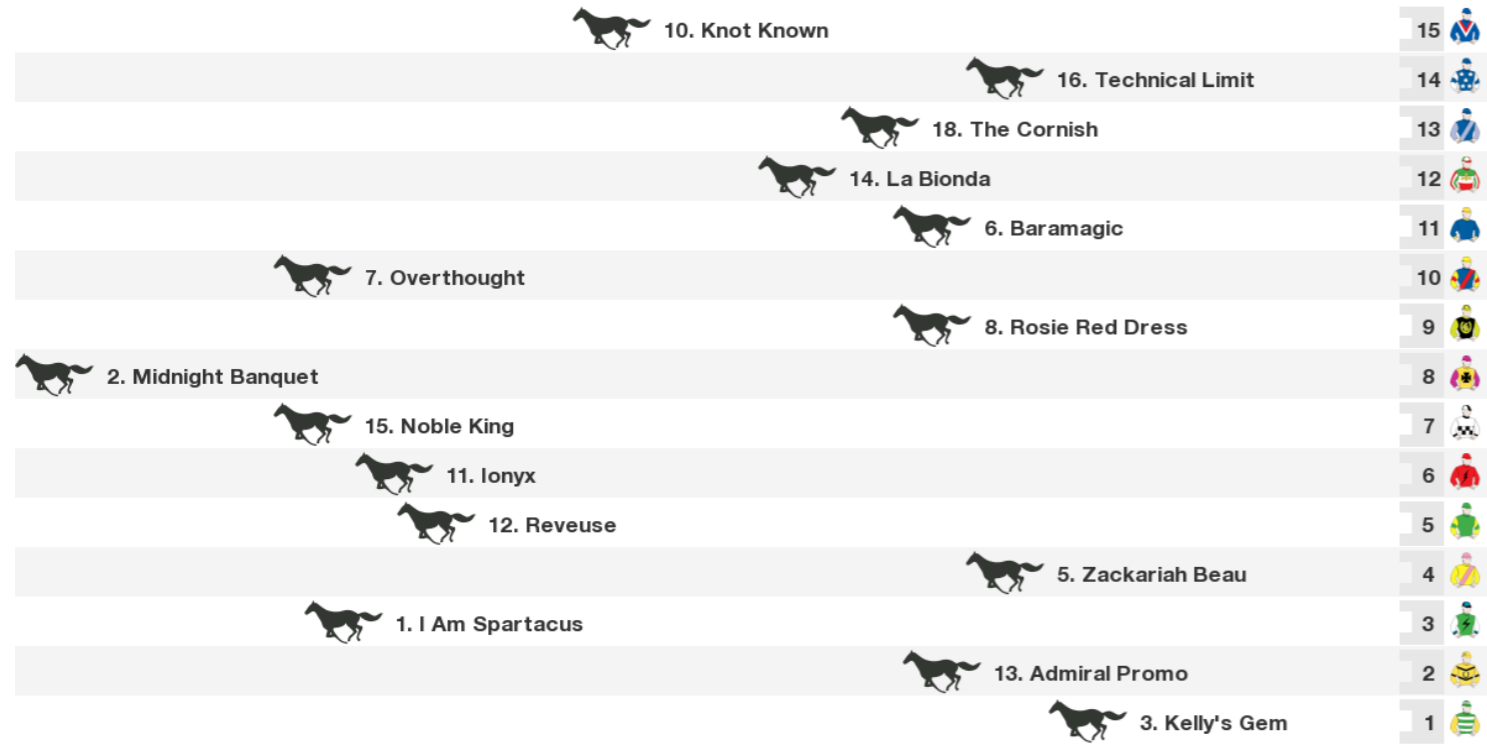 10. Knot Known 15
16. Technical Limit 14
18. The Cornish 13
14. La Bionda 12
6. Baramagic 11
7. Overthought 10
8. Rosie Red Dress 9
2. Midnight Banquet 8
15. Noble King 7
11. Ionyx 6
12. Reveuse 5
5. Zackariah Beau 4
1. I Am Spartacus 3
13. Admiral Promo 2
3. Kelly's Gem 1